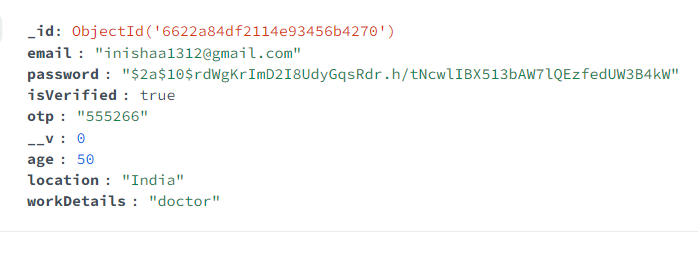 _id: ObjectId('6622a84df2114e93456b4270')
email : "inishaa1312@gmail.com"
password : "$2a$10$rdWgKrImD2I8UdyGqsRdr.h/tNcwlIBX513bAW7lQEzfedUW3B4kW"
isVerified : true
otp : "555266"
__v : 0
age : 50
location : "India"
workDetails : "doctor"